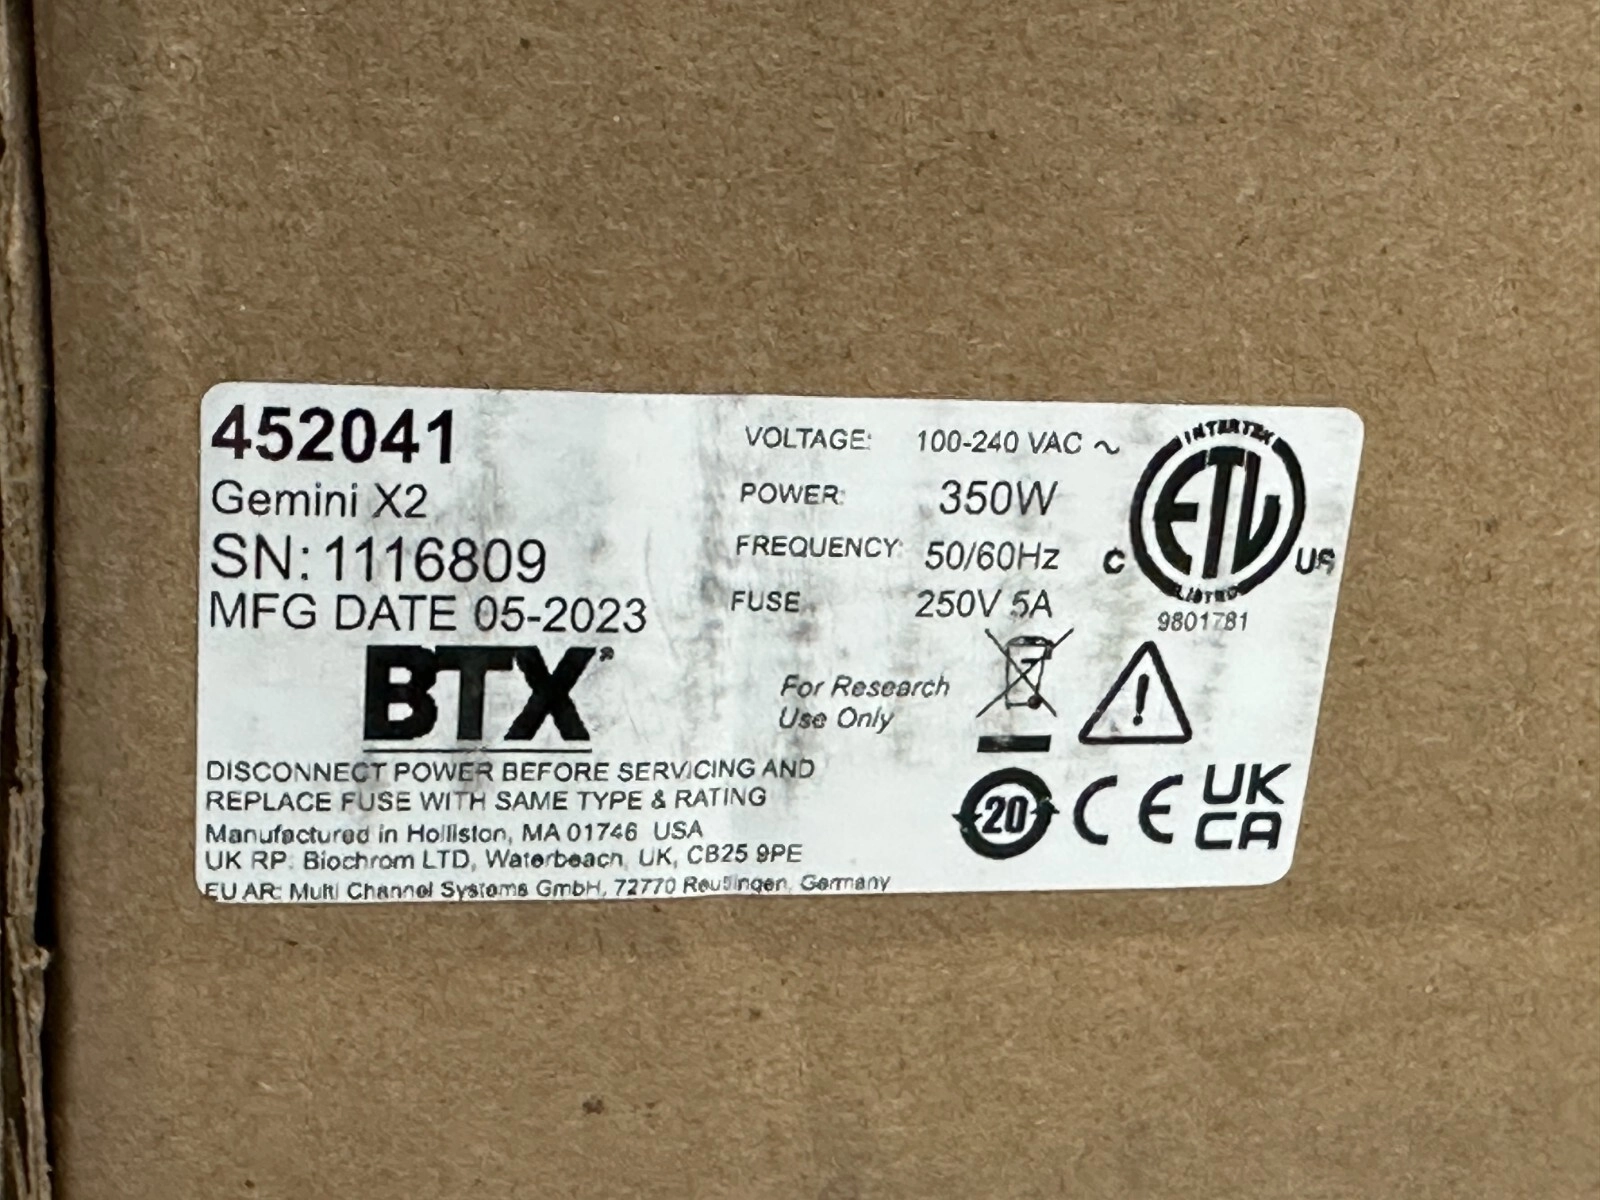 452041
Gemini X2
SN: 1116809
MFG DATE 05-2023
BTX®
VOLTAGE: 100-240 VAC ~
POWER: 350W
FREQUENCY: 50/60Hz
FUSE 250V 5A
INTERTEK
ETL
C US
LISTED
9801781
For Research
Use Only
DISCONNECT POWER BEFORE SERVICING AND
REPLACE FUSE WITH SAME TYPE & RATING
Manufactured in Holliston, MA 01746 USA
UK RP: Biochrom LTD, Waterbeach, UK, CB25 9PE
EU AR: Multi Channel Systems GmbH, 72770 Reutlingen, Germany
!
20
CE
UK
CA